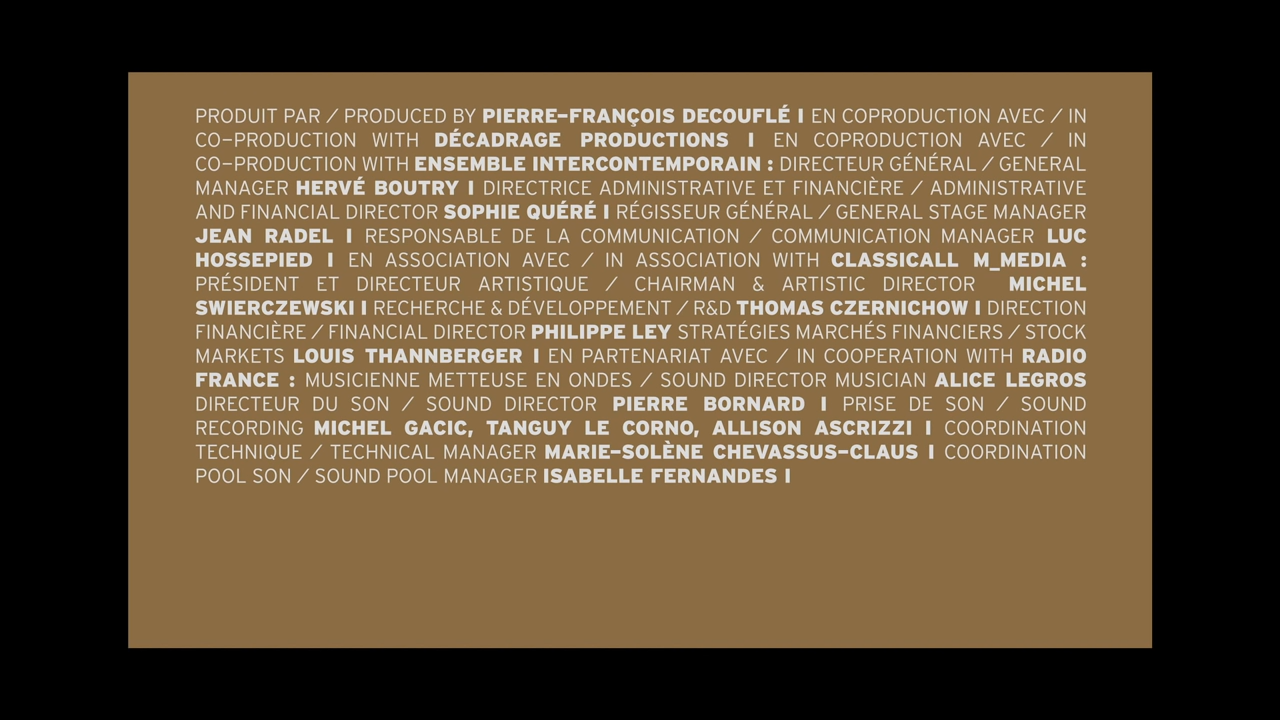 PRODUIT PAR / PRODUCED BY PIERRE–FRANÇOIS DECOUFLÉ I EN COPRODUCTION AVEC / IN
CO–PRODUCTION WITH DÉCADRAGE PRODUCTIONS I EN COPRODUCTION AVEC / IN
CO–PRODUCTION WITH ENSEMBLE INTERCONTEMPORAIN : DIRECTEUR GÉNÉRAL / GENERAL
MANAGER HERVÉ BOUTRY I DIRECTRICE ADMINISTRATIVE ET FINANCIÈRE / ADMINISTRATIVE
AND FINANCIAL DIRECTOR SOPHIE QUÉRÉ I RÉGISSEUR GÉNÉRAL / GENERAL STAGE MANAGER
JEAN RADEL I RESPONSABLE DE LA COMMUNICATION / COMMUNICATION MANAGER LUC
HOSSEPIED I EN ASSOCIATION AVEC / IN ASSOCIATION WITH CLASSICALL M_MEDIA :
PRÉSIDENT ET DIRECTEUR ARTISTIQUE / CHAIRMAN & ARTISTIC DIRECTOR MICHEL
SWIERCZEWSKI I RECHERCHE & DÉVELOPPEMENT / R&D THOMAS CZERNICHOW I DIRECTION
FINANCIÈRE / FINANCIAL DIRECTOR PHILIPPE LEY STRATÉGIES MARCHÉS FINANCIERS / STOCK
MARKETS LOUIS THANNBERGER I EN PARTENARIAT AVEC / IN COOPERATION WITH RADIO
FRANCE : MUSICIENNE METTEUSE EN ONDES / SOUND DIRECTOR MUSICIAN ALICE LEGROS
DIRECTEUR DU SON / SOUND DIRECTOR PIERRE BORNARD I PRISE DE SON / SOUND
RECORDING MICHEL GACIC, TANGUY LE CORNO, ALLISON ASCRIZZI I COORDINATION
TECHNIQUE / TECHNICAL MANAGER MARIE–SOLÈNE CHEVASSUS–CLAUS I COORDINATION
POOL SON / SOUND POOL MANAGER ISABELLE FERNANDES I